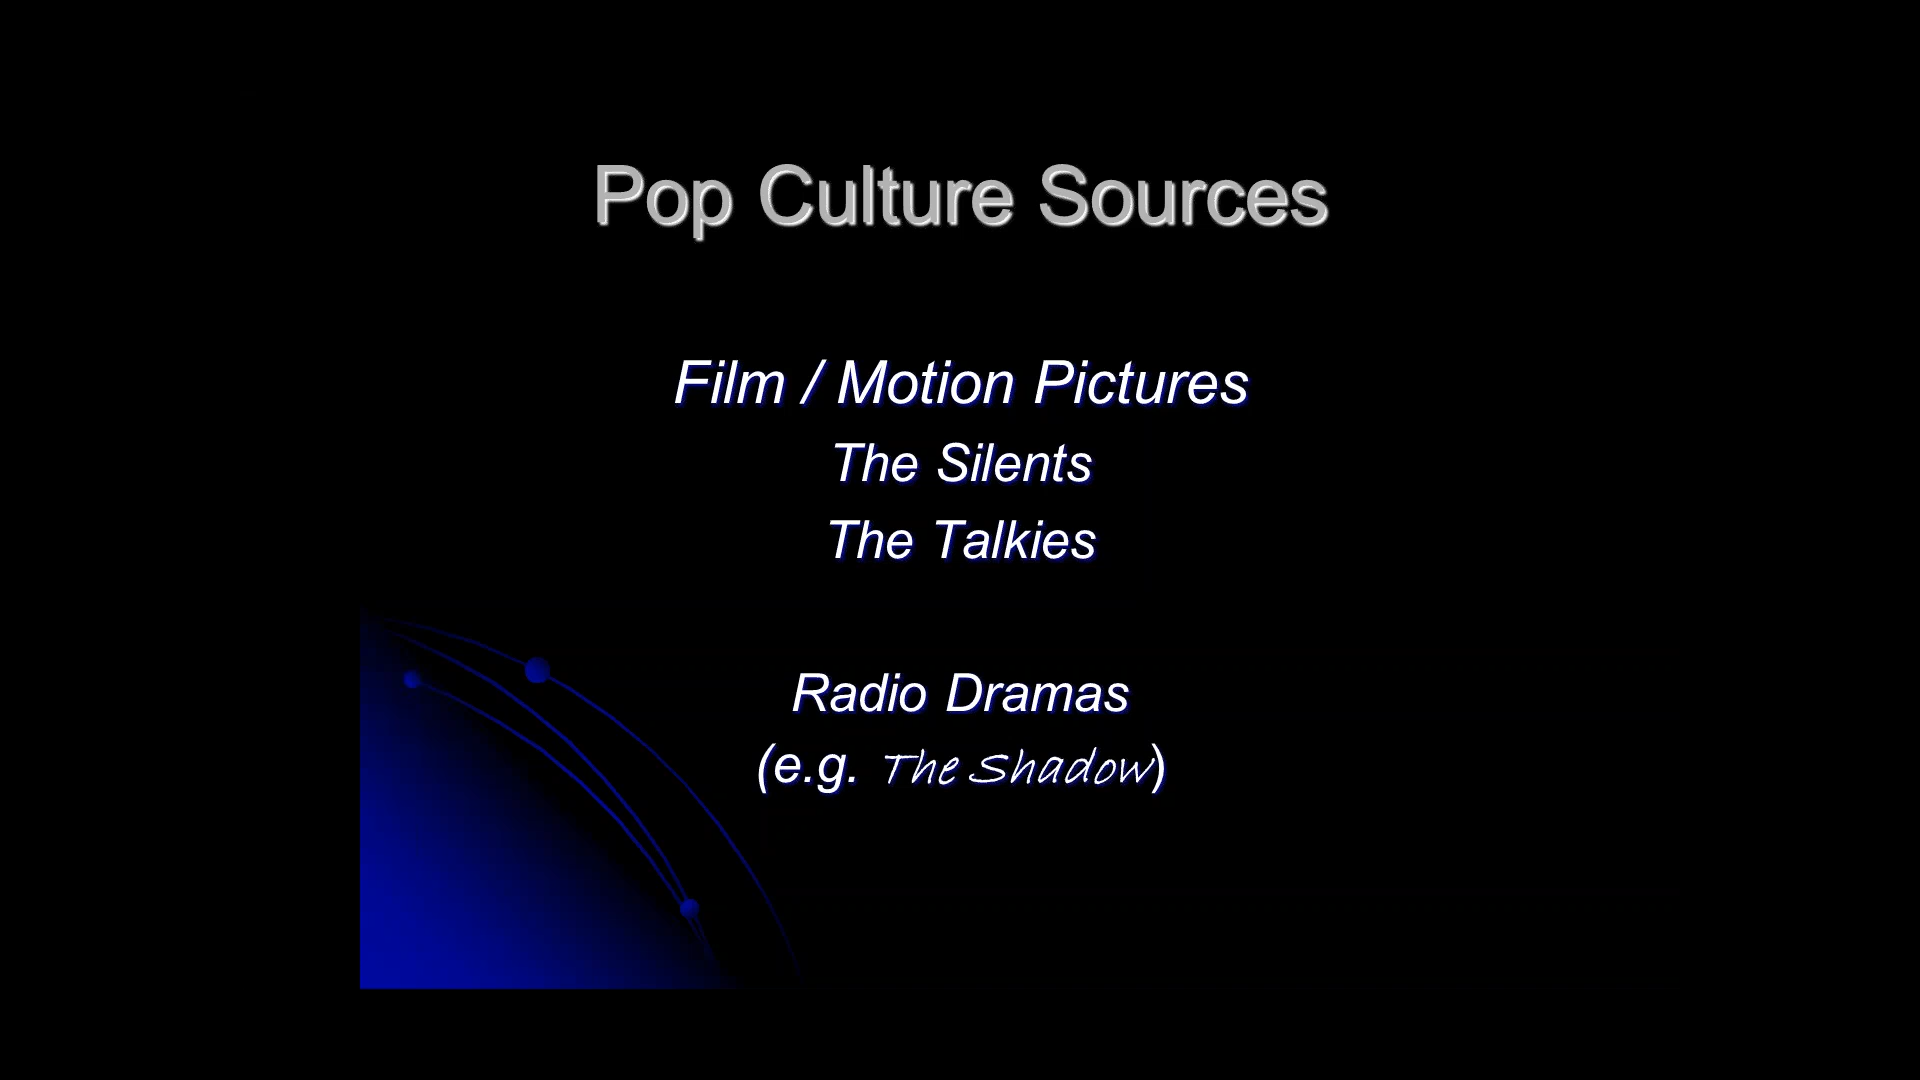 Pop Culture Sources
Film / Motion Pictures
The Silents
The Talkies
Radio Dramas
(e.g. The Shadow)